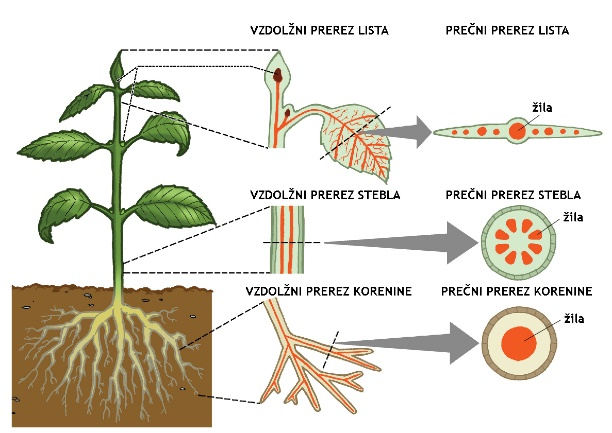 VZDOLŽNI PREREZ LISTA
PREČNI PREREZ LISTA
žila
VZDOLŽNI PREREZ STEBLA
PREČNI PREREZ STEBLA
žila
VZDOLŽNI PREREZ KORENINE
PREČNI PREREZ KORENINE
žila